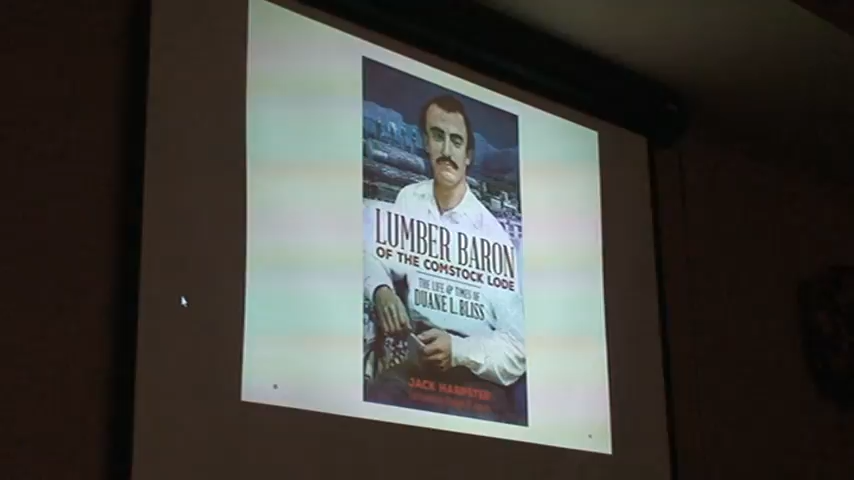 LUMBER BARON
OF THE COMSTOCK LODE
THE LIFE & TIMES OF
DUANE L. BLISS
JACK HARPSTER